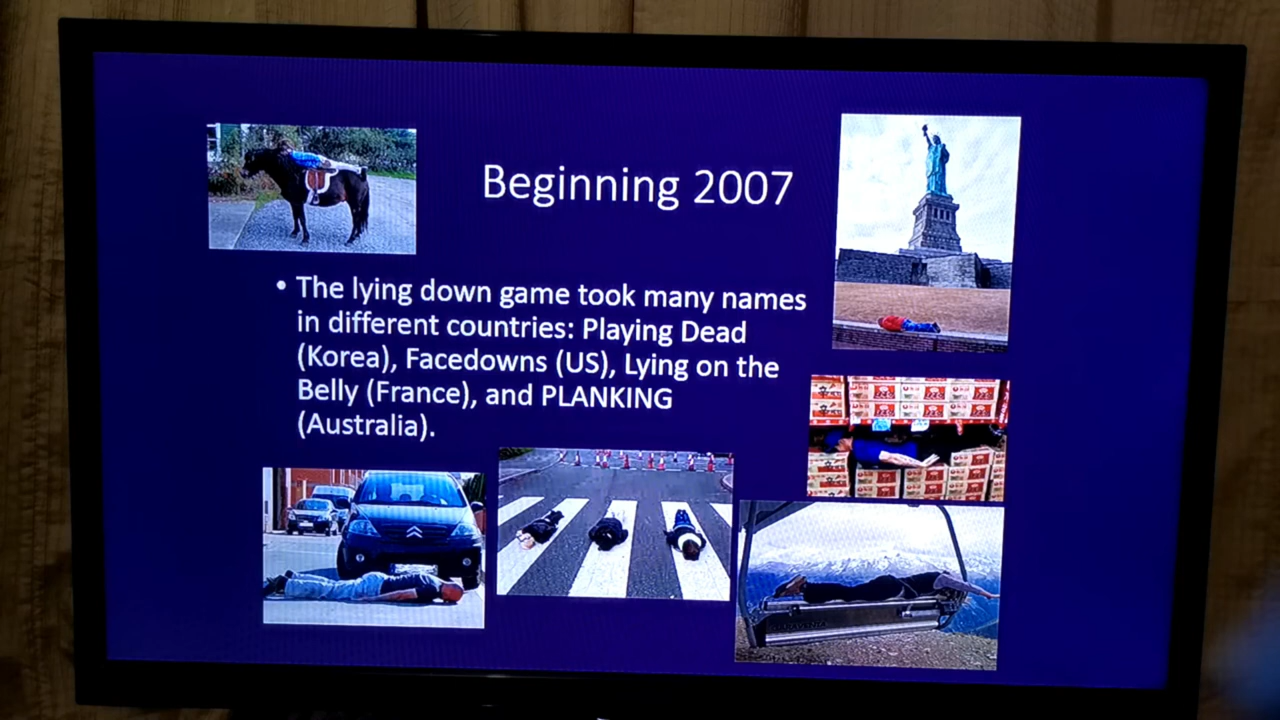 Beginning 2007
• The lying down game took many names
in different countries: Playing Dead
(Korea), Facedowns (US), Lying on the
Belly (France), and PLANKING
(Australia).